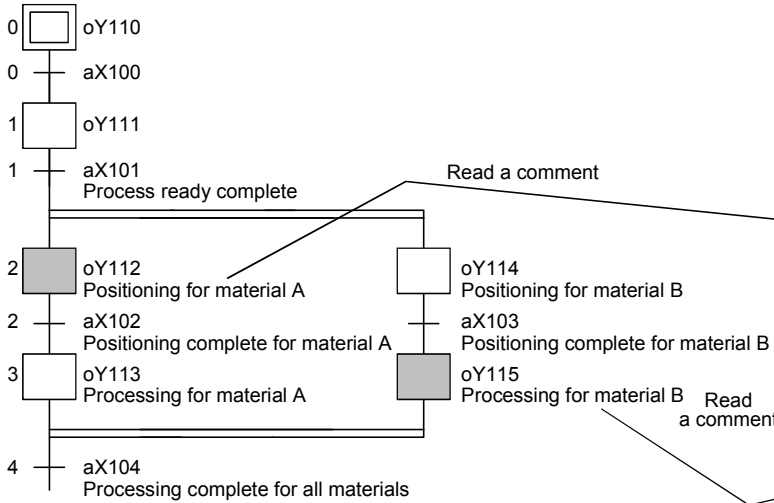 0 oY110
0 aX100
1 oY111
1 aX101
Process ready complete
Read a comment
2 oY112
Positioning for material A
oY114
Positioning for material B
2 aX102
Positioning complete for material A
aX103
Positioning complete for material B
3 oY113
Processing for material A
oY115
Processing for material B
Read
a comment
4 aX104
Processing complete for all materials